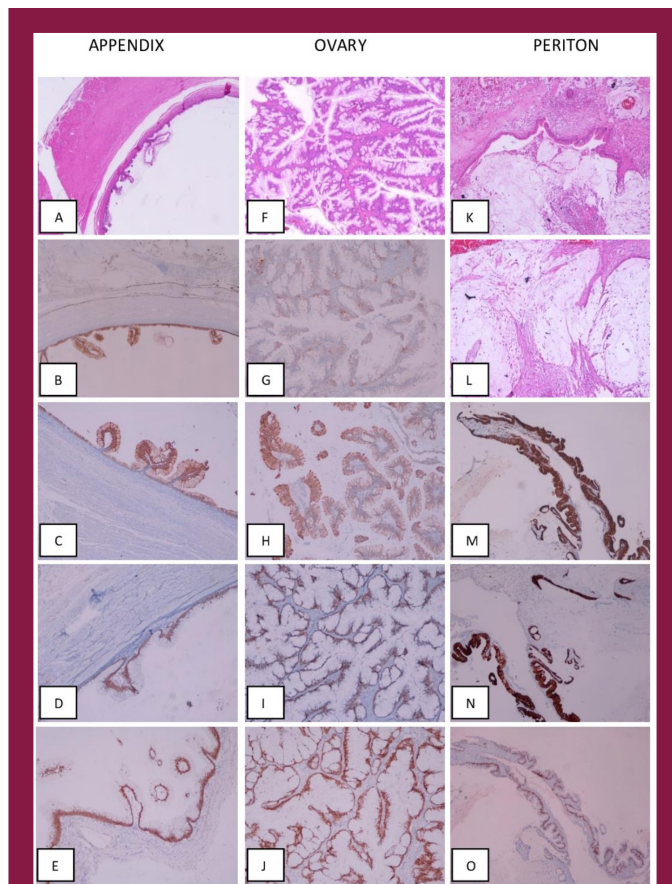 APPENDIX OVARY PERITON
A F K
B G L
C H M
D I N
E J O